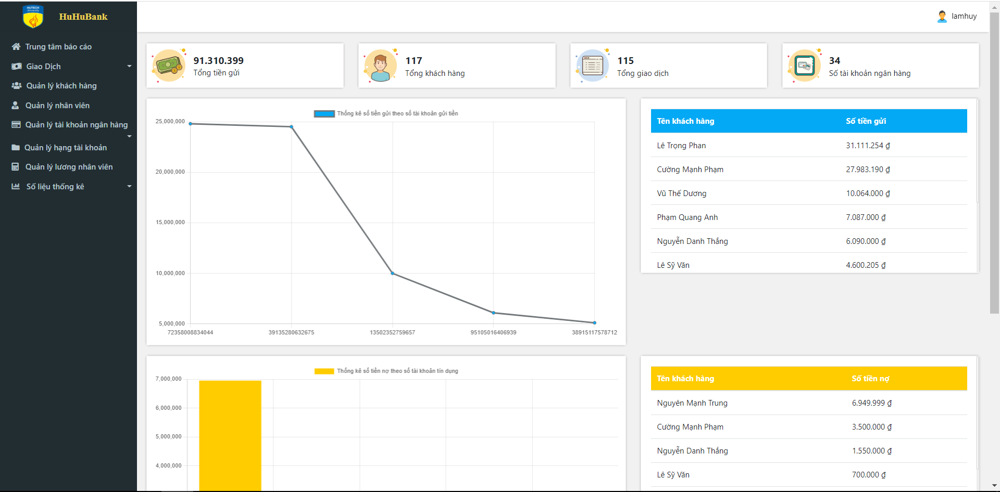 HUTECH
University
HuHuBank
lamhuy
Trung tâm báo cáo
Giao Dịch
Quản lý khách hàng
Quản lý nhân viên
Quản lý tài khoản ngân hàng
Quản lý hạng tài khoản
Quản lý lương nhân viên
Số liệu thống kê
91.310.399
Tổng tiền gửi
117
Tổng khách hàng
115
Tổng giao dịch
34
Số tài khoản ngân hàng
Thống kê số tiền gửi theo số tài khoản gửi tiền
25,000,000
20,000,000
15,000,000
10,000,000
5,000,000
72358008834044 39135280632675 13502352759657 95105016406939 38915117578712
Tên khách hàng Số tiền gửi
Lê Trọng Phan 31.111.254 ₫
Cường Mạnh Phạm 27.983.190 ₫
Vũ Thế Dương 10.064.000 ₫
Phạm Quang Anh 7.087.000 ₫
Nguyễn Danh Thắng 6.090.000 ₫
Lê Sỹ Văn 4.600.205 ₫
Thống kê số tiền nợ theo số tài khoản tín dụng
7,000,000
6,000,000
5,000,000
4,000,000
Tên khách hàng Số tiền nợ
Nguyên Mạnh Trung 6.949.999 ₫
Cường Mạnh Phạm 3.500.000 ₫
Nguyễn Danh Thắng 1.550.000 ₫
Lê Sỹ Văn 700.000 ₫